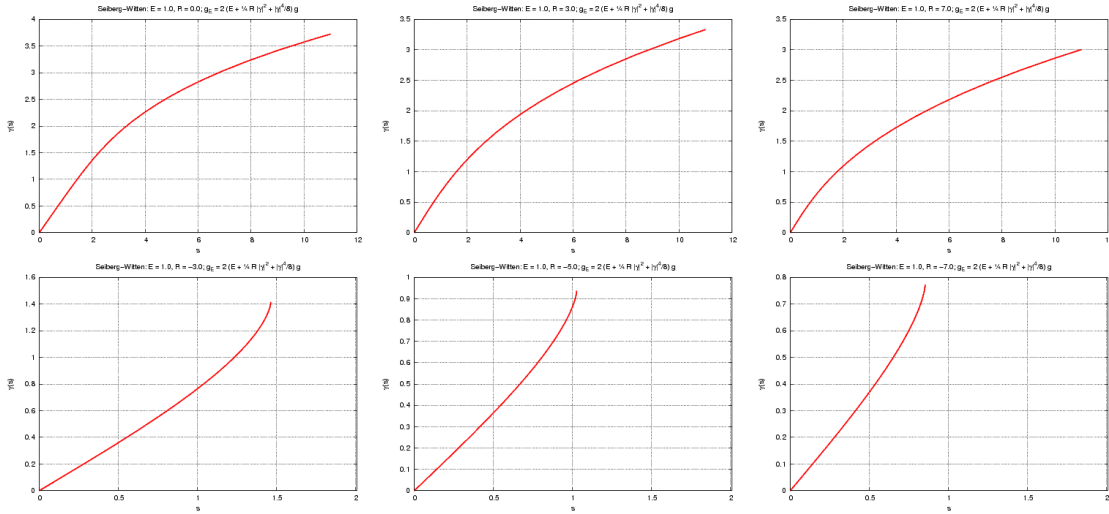 Seiberg-Witten: E = 1.0, R = 0.0; g_E = 2 (E + ¼ R |γ|² + |γ|⁴/8) g
4
3.5
3
2.5
2
1.5
1
0.5
0
γ(s)
0 2 4 6 8 10 12
s
Seiberg-Witten: E = 1.0, R = 3.0; g_E = 2 (E + ¼ R |γ|² + |γ|⁴/8) g
3.5
3
2.5
2
1.5
1
0.5
0
γ(s)
0 2 4 6 8 10 12
s
Seiberg-Witten: E = 1.0, R = 7.0; g_E = 2 (E + ¼ R |γ|² + |γ|⁴/8) g
3.5
3
2.5
2
1.5
1
0.5
0
γ(s)
0 2 4 6 8 10 1
s
Seiberg-Witten: E = 1.0, R = -3.0; g_E = 2 (E + ¼ R |γ|² + |γ|⁴/8) g
1.6
1.4
1.2
1
0.8
0.6
0.4
0.2
0
γ(s)
0 0.5 1 1.5 2
s
Seiberg-Witten: E = 1.0, R = -5.0; g_E = 2 (E + ¼ R |γ|² + |γ|⁴/8) g
1
0.9
0.8
0.7
0.6
0.5
0.4
0.3
0.2
0.1
0
γ(s)
0 0.5 1 1.5 2
s
Seiberg-Witten: E = 1.0, R = -7.0; g_E = 2 (E + ¼ R |γ|² + |γ|⁴/8) g
0.8
0.7
0.6
0.5
0.4
0.3
0.2
0.1
0
γ(s)
0 0.5 1 1.5 2
s